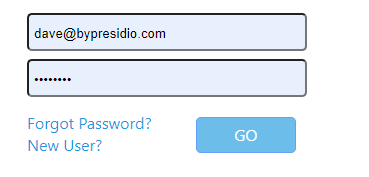 dave@bypresidio.com
••••••••
Forgot Password?
GO
New User?